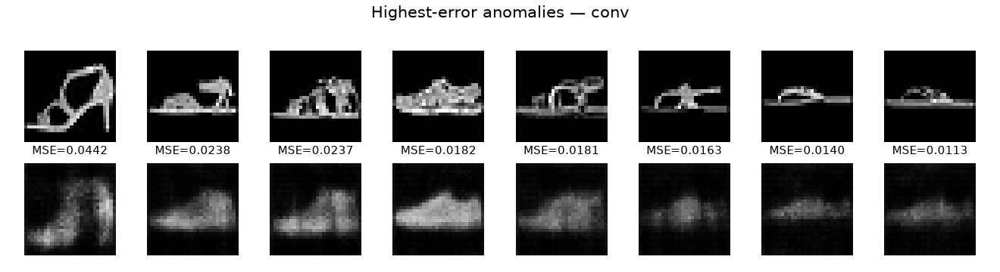 Highest-error anomalies — conv
MSE=0.0442 MSE=0.0238 MSE=0.0237 MSE=0.0182 MSE=0.0181 MSE=0.0163 MSE=0.0140 MSE=0.0113